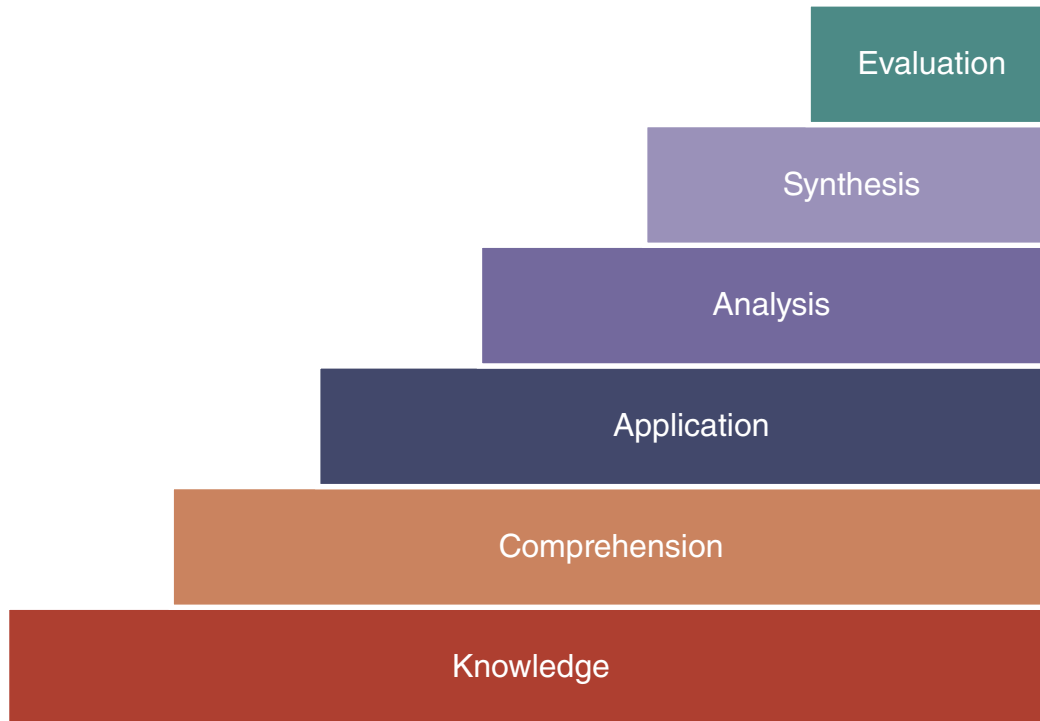 Evaluation
Synthesis
Analysis
Application
Comprehension
Knowledge